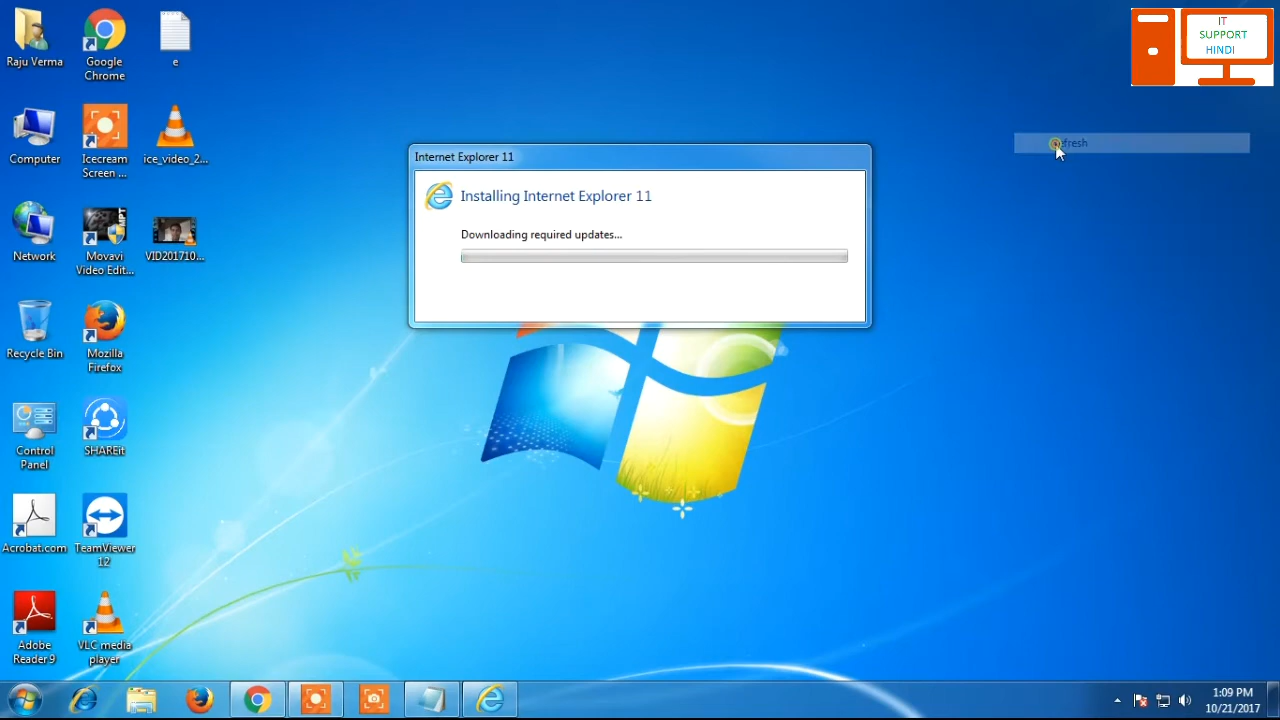 Raju Verma
Google
Chrome
e
Computer
Icecream
Screen ...
ice_video_2...
Network
Movavi
Video Edit...
VID201710...
Recycle Bin
Mozilla
Firefox
Control
Panel
SHAREit
Acrobat.com
TeamViewer
12
Adobe
Reader 9
VLC media
player
Internet Explorer 11
Installing Internet Explorer 11
Downloading required updates...
IT
SUPPORT
HINDI
fresh
1:09 PM
10/21/2017